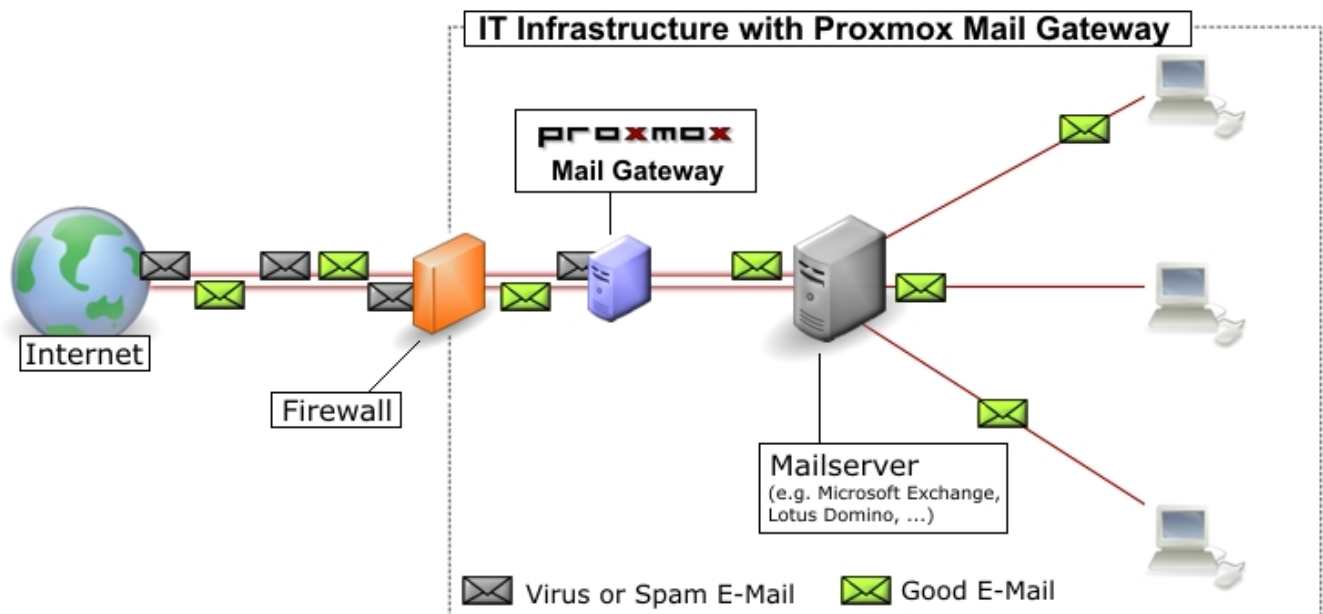 IT Infrastructure with Proxmox Mail Gateway
proxmox
Mail Gateway
Internet
Firewall
Mailserver
(e.g. Microsoft Exchange,
Lotus Domino, ...)
Virus or Spam E-Mail
Good E-Mail